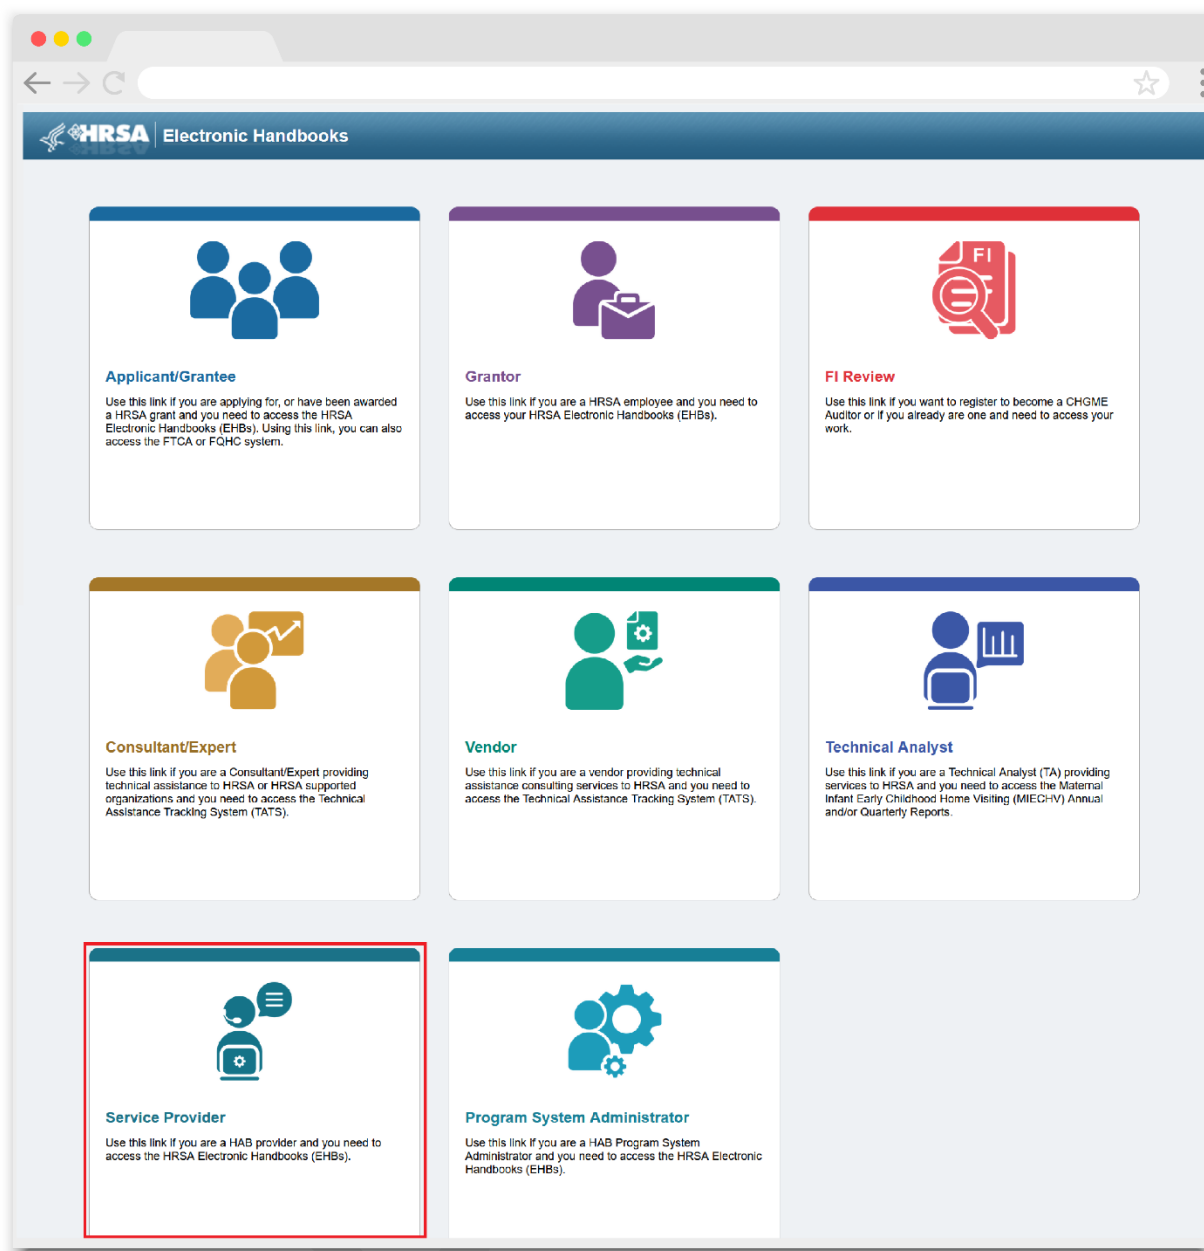 HRSA Electronic Handbooks
FI
Applicant/Grantee
Use this link if you are applying for, or have been awarded
a HRSA grant and you need to access the HRSA
Electronic Handbooks (EHBs). Using this link, you can also
access the FTCA or FQHC system.
Grantor
Use this link if you are a HRSA employee and you need to
access your HRSA Electronic Handbooks (EHBs).
FI Review
Use this link if you want to register to become a CHGME
Auditor or if you already are one and need to access your
work.
Consultant/Expert
Use this link if you are a Consultant/Expert providing
technical assistance to HRSA or HRSA supported
organizations and you need to access the Technical
Assistance Tracking System (TATS).
Vendor
Use this link if you are a vendor providing technical
assistance consulting services to HRSA and you need to
access the Technical Assistance Tracking System (TATS).
Technical Analyst
Use this link if you are a Technical Analyst (TA) providing
services to HRSA and you need to access the Maternal
Infant Early Childhood Home Visiting (MIECHV) Annual
and/or Quarterly Reports.
Service Provider
Use this link if you are a HAB provider and you need to
access the HRSA Electronic Handbooks (EHBs).
Program System Administrator
Use this link if you are a HAB Program System
Administrator and you need to access the HRSA Electronic
Handbooks (EHBs).